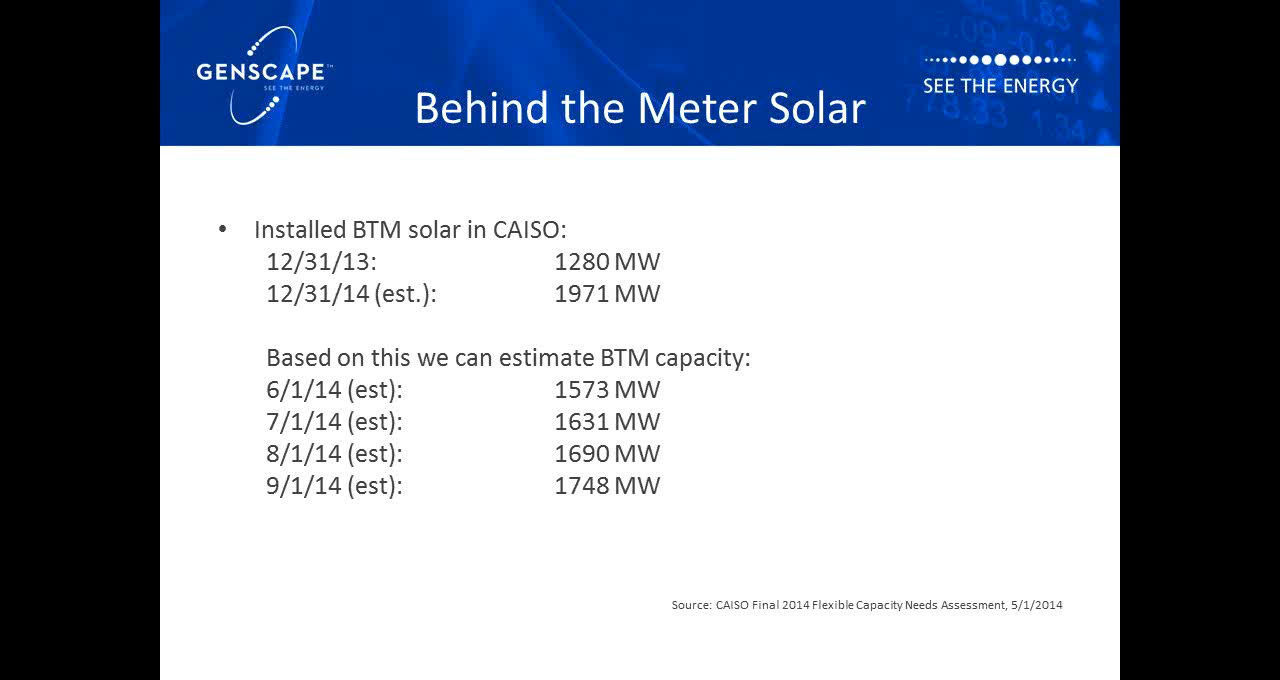 GENSCAPE™
SEE THE ENERGY
SEE THE ENERGY
Behind the Meter Solar
• Installed BTM solar in CAISO:
12/31/13: 1280 MW
12/31/14 (est.): 1971 MW
Based on this we can estimate BTM capacity:
6/1/14 (est): 1573 MW
7/1/14 (est): 1631 MW
8/1/14 (est): 1690 MW
9/1/14 (est): 1748 MW
Source: CAISO Final 2014 Flexible Capacity Needs Assessment, 5/1/2014